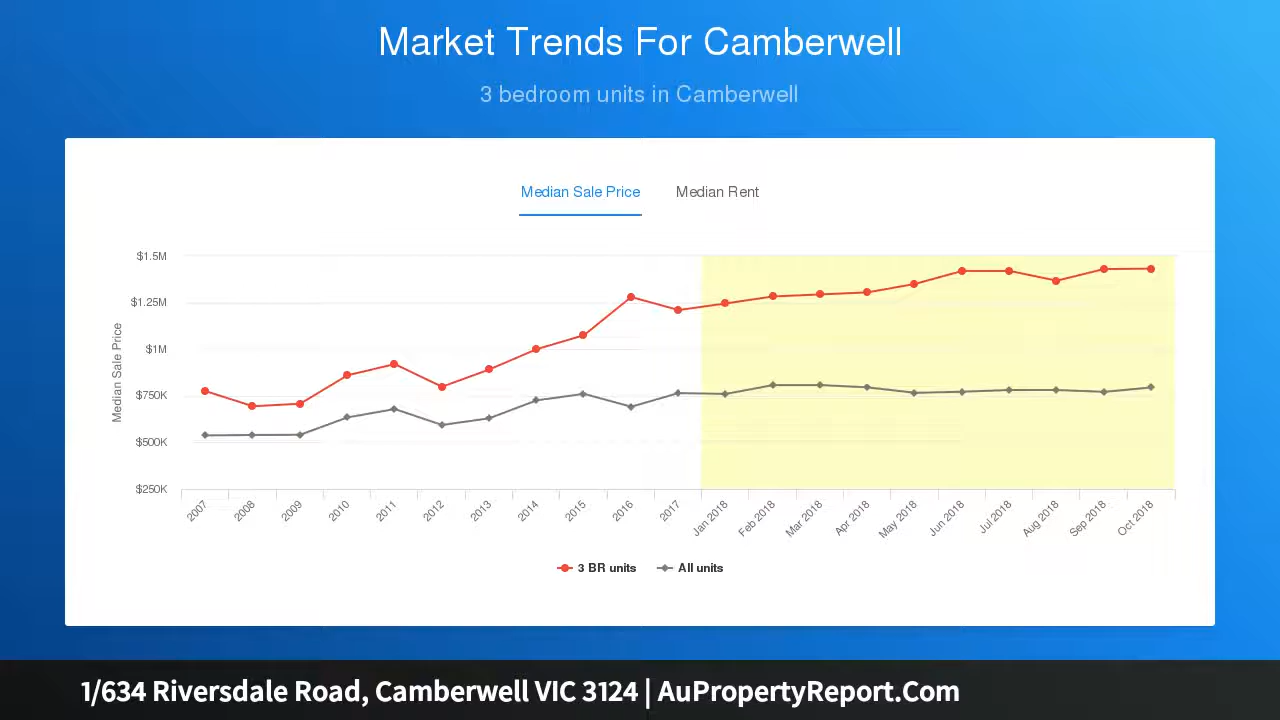 Market Trends For Camberwell
3 bedroom units in Camberwell
Median Sale Price Median Rent
$1.5M
$1.25M
$1M
$750K
$500K
$250K
Median Sale Price
2007 2008 2009 2010 2011 2012 2013 2014 2015 2016 2017 Jan 2018 Feb 2018 Mar 2018 Apr 2018 May 2018 Jun 2018 Jul 2018 Aug 2018 Sep 2018 Oct 2018
3 BR units All units
1/634 Riversdale Road, Camberwell VIC 3124 | AuPropertyReport.Com